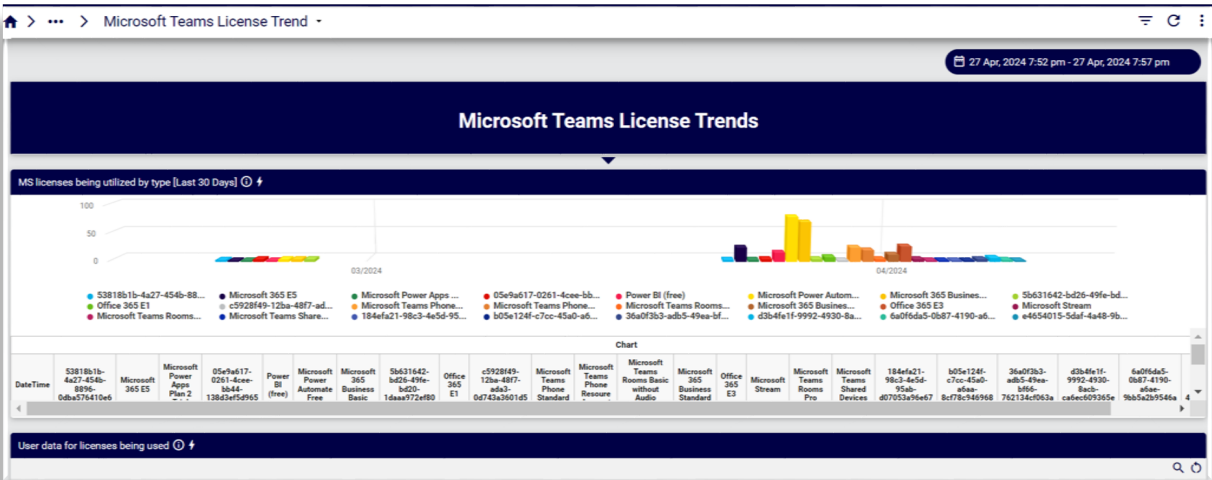 Microsoft Teams License Trend
27 Apr, 2024 7:52 pm - 27 Apr, 2024 7:57 pm
Microsoft Teams License Trends
MS licenses being utilized by type [Last 30 Days]
100
50
0
03/2024
04/2024
53818b1b-4a27-454b-88... Microsoft 365 E5 Microsoft Power Apps ... 05e9a617-0261-4cee-bb... Power BI (free) Microsoft Power Autom... Microsoft 365 Busines... 5b631642-bd26-49fe-bd...
Office 365 E1 c5928f49-12ba-48f7-ad... Microsoft Teams Phone... Microsoft Teams Phone... Microsoft Teams Rooms... Microsoft 365 Busines... Office 365 E3 Microsoft Stream
Microsoft Teams Rooms... Microsoft Teams Share... 184efa21-98c3-4e5d-95... b05e124f-c7cc-45a0-a6... 36a0f3b3-adb5-49ea-bf... d3b4fe1f-9992-4930-8a... 6a0f6da5-0b87-4190-a6... e4654015-5daf-4a48-9b...
Chart
DateTime
53818b1b-
4a27-454b-
8896-
0dba576410e6
Microsoft
365 E5
Microsoft
Power
Apps
Plan 2
05e9a617-
0261-4cee-
bb44-
138d3ef5d965
Power
BI
(free)
Microsoft
Power
Automate
Free
Microsoft
365
Business
Basic
5b631642-
bd26-49fe-
bd20-
1daaa972ef80
Office
365
E1
c5928f49-
12ba-48f7-
ada3-
0d743a3601d5
Microsoft
Teams
Phone
Standard
Microsoft
Teams
Phone
Resoure
Microsoft
Teams
Rooms Basic
without
Audio
Microsoft
365
Business
Standard
Office
365
E3
Microsoft
Stream
Microsoft
Teams
Rooms
Pro
Microsoft
Teams
Shared
Devices
184efa21-
98c3-4e5d-
95ab-
d07053a96e67
b05e124f-
c7cc-45a0-
a6aa-
8cf78c946968
36a0f3b3-
adb5-49ea-
bf66-
762134cf063a
d3b4fe1f-
9992-4930-
8acb-
ca6ec609365e
6a0f6da5-
0b87-4190-
a6ae-
9bb5a2b9546a
4
User data for licenses being used